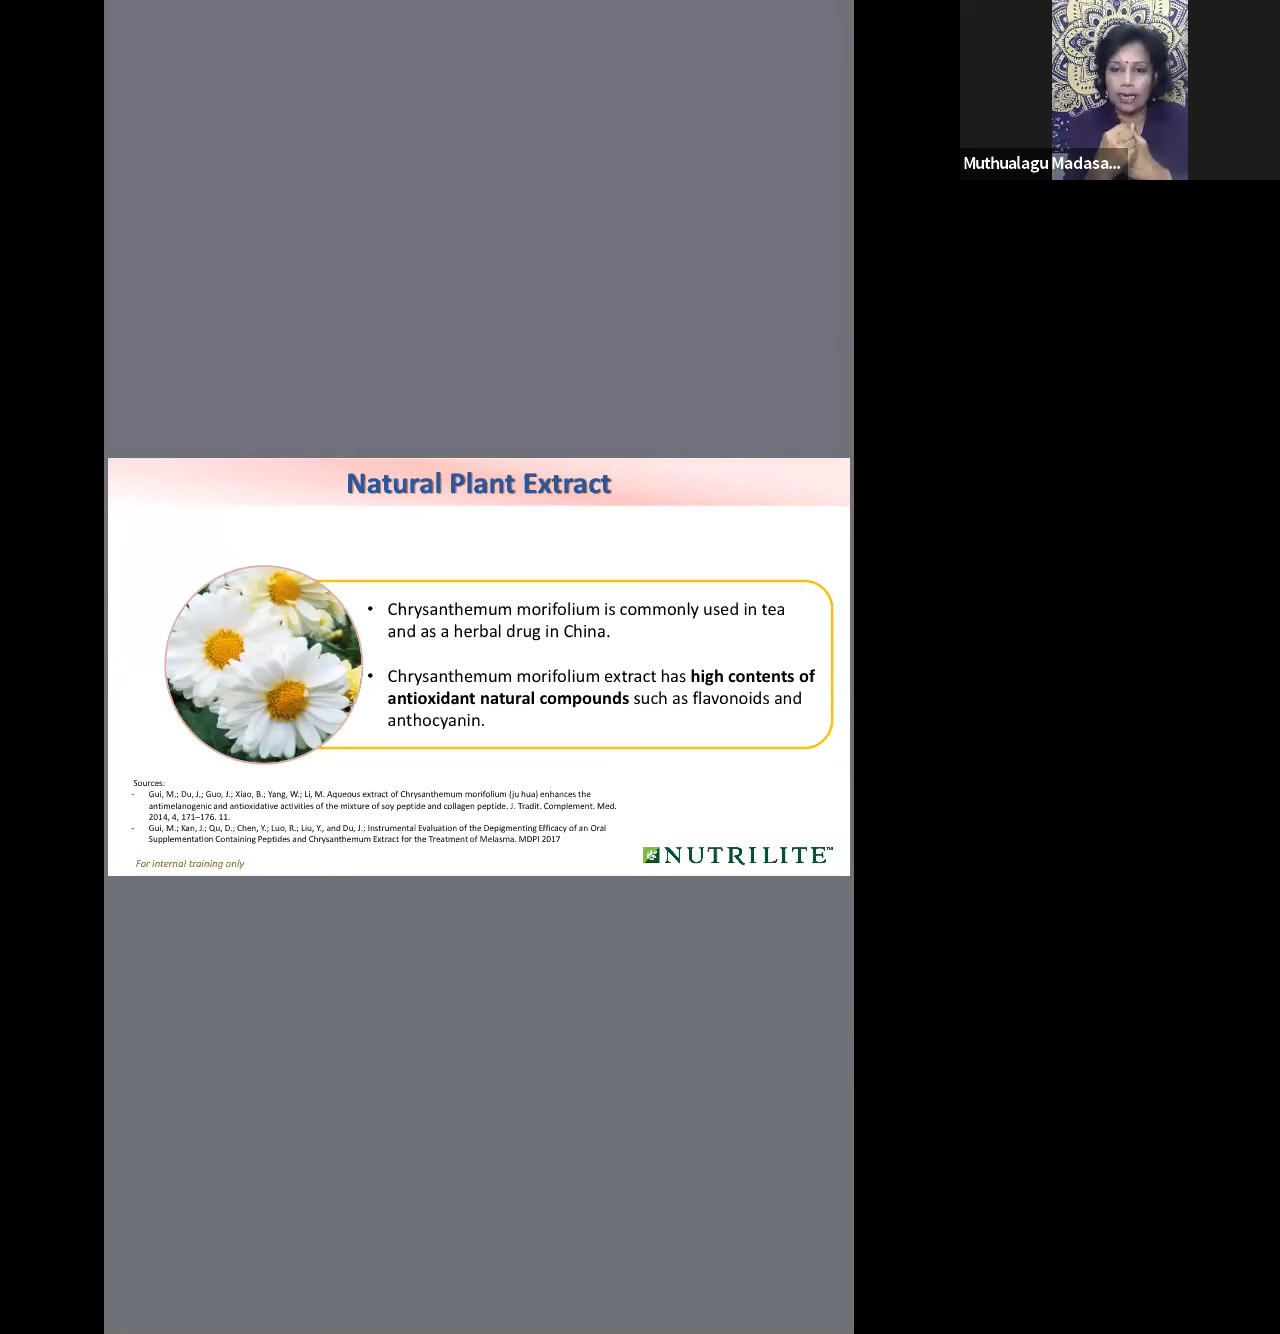 Muthualagu Madasa...
Natural Plant Extract
• Chrysanthemum morifolium is commonly used in tea
and as a herbal drug in China.
• Chrysanthemum morifolium extract has high contents of
antioxidant natural compounds such as flavonoids and
anthocyanin.
Sources:
- Gui, M.; Du, J.; Guo, J.; Xiao, B.; Yang, W.; Li, M. Aqueous extract of Chrysanthemum morifolium (ju hua) enhances the
antimelanogenic and antioxidative activities of the mixture of soy peptide and collagen peptide. J. Tradit. Complement. Med.
2014, 4, 171–176. 11.
- Gui, M.; Kan, J.; Qu, D.; Chen, Y.; Luo, R.; Liu, Y., and Du, J.; Instrumental Evaluation of the Depigmenting Efficacy of an Oral
Supplementation Containing Peptides and Chrysanthemum Extract for the Treatment of Melasma. MDPI 2017
For internal training only
NUTRILITE™